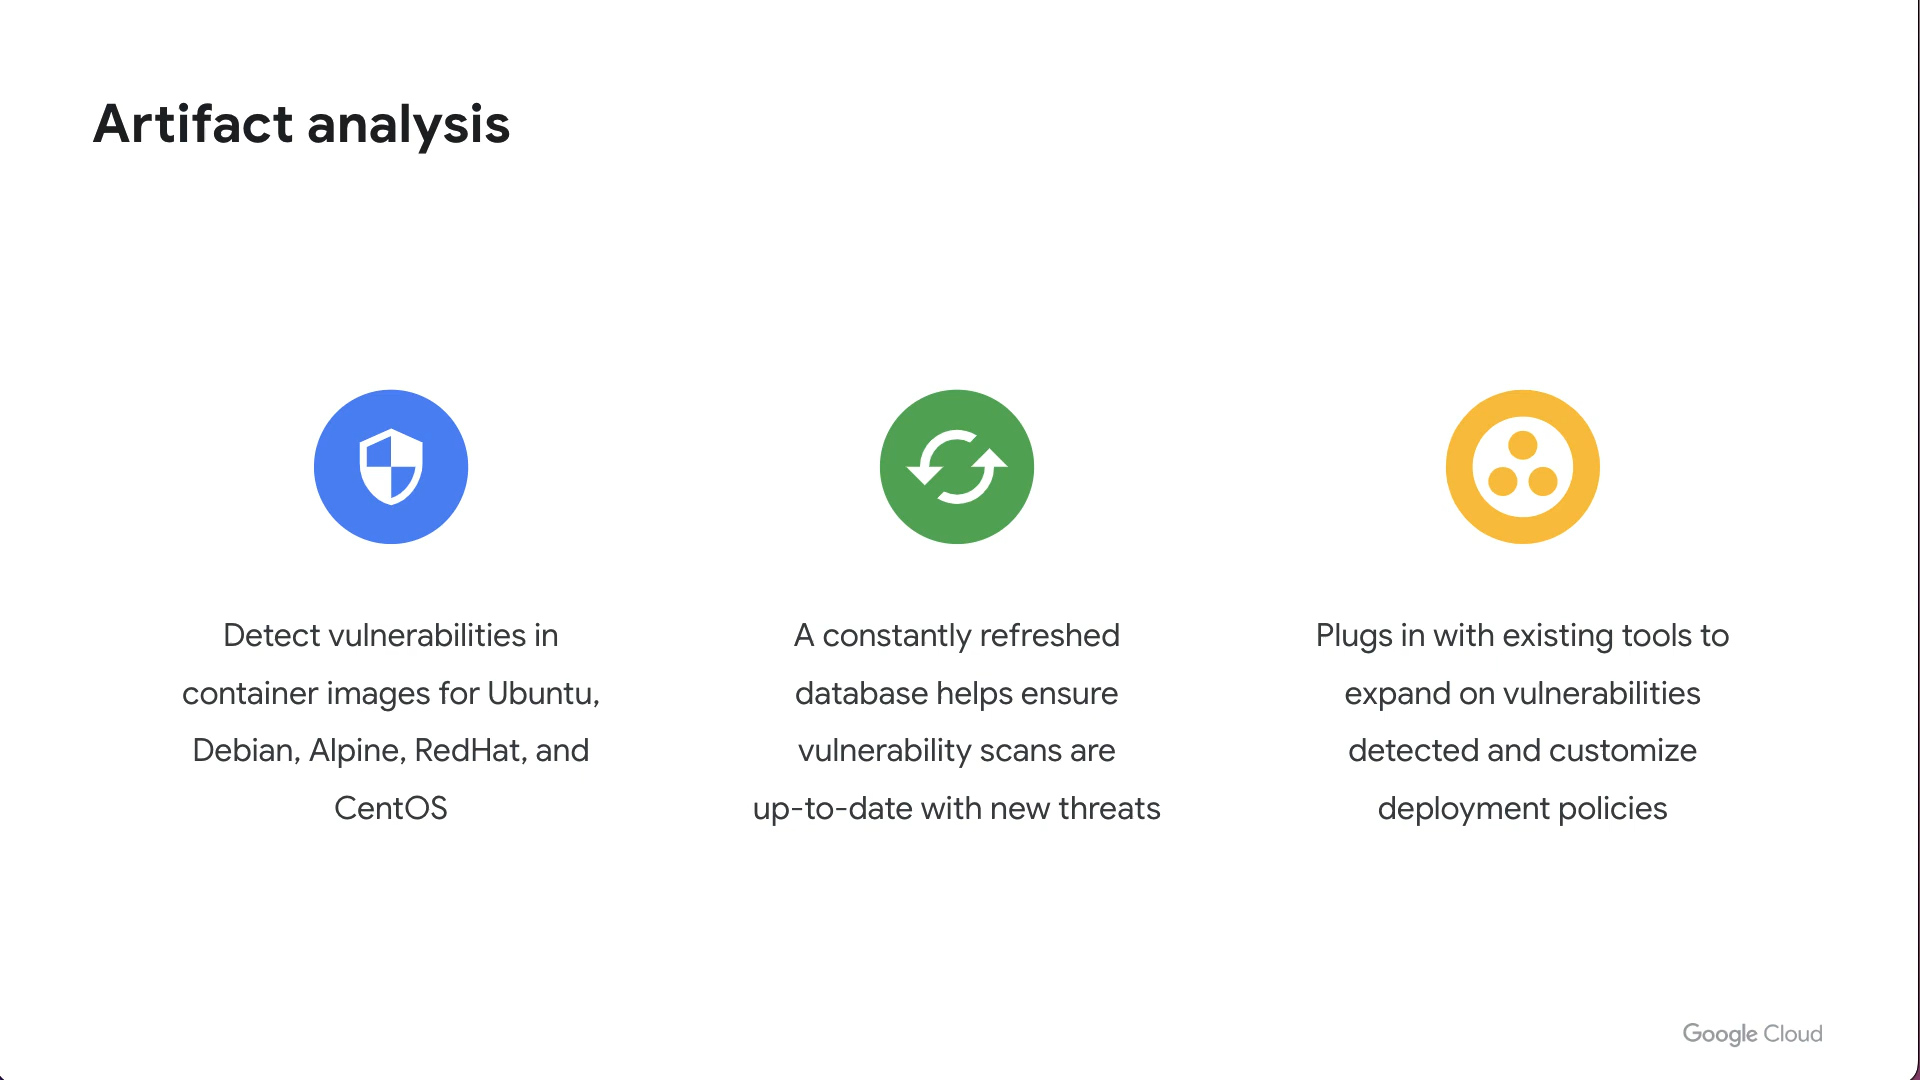 Artifact analysis
Detect vulnerabilities in
container images for Ubuntu,
Debian, Alpine, RedHat, and
CentOS
A constantly refreshed
database helps ensure
vulnerability scans are
up-to-date with new threats
Plugs in with existing tools to
expand on vulnerabilities
detected and customize
deployment policies
Google Cloud